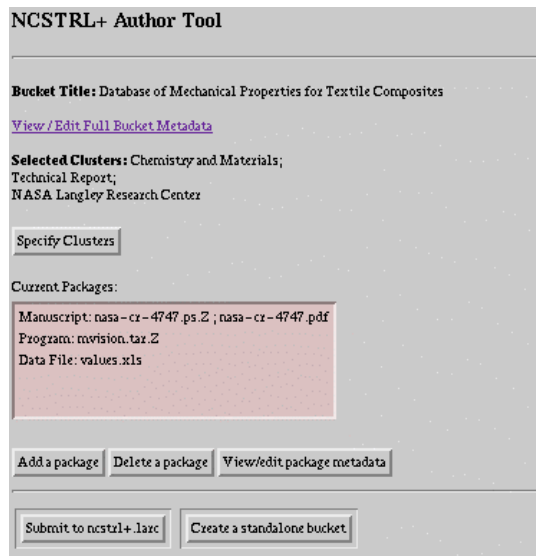 NCSTRL+ Author Tool
Bucket Title: Database of Mechanical Properties for Textile Composites
View / Edit Full Bucket Metadata
Selected Clusters: Chemistry and Materials;
Technical Report;
NASA Langley Research Center
Specify Clusters
Current Packages:
Manuscript: nasa-cr-4747.ps.Z ; nasa-cr-4747.pdf
Program: mvision.tar.Z
Data File: values.xls
Add a package Delete a package View/edit package metadata
Submit to ncstrl+.larc Create a standalone bucket